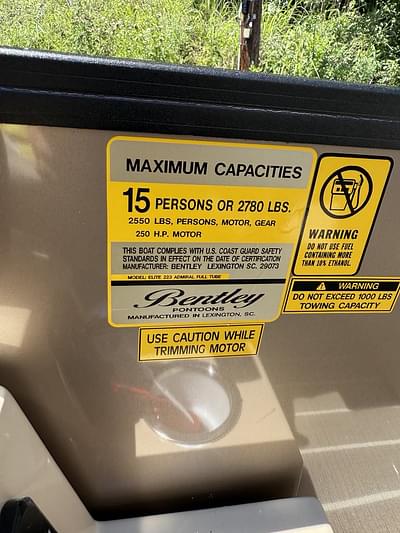 MAXIMUM CAPACITIES
15 PERSONS OR 2780 LBS.
2550 LBS, PERSONS, MOTOR, GEAR
250 H.P. MOTOR
THIS BOAT COMPLIES WITH U.S. COAST GUARD SAFETY
STANDARDS IN EFFECT ON THE DATE OF CERTIFICATION
MANUFACTURER: BENTLEY LEXINGTON SC. 29073
MODEL: ELITE 223 ADMIRAL FULL TUBE
Bentley
PONTOONS
MANUFACTURED IN LEXINGTON, SC.
USE CAUTION WHILE
TRIMMING MOTOR
WARNING
DO NOT USE FUEL
CONTAINING MORE
THAN 10% ETHANOL.
WARNING
DO NOT EXCEED 1000 LBS
TOWING CAPACITY